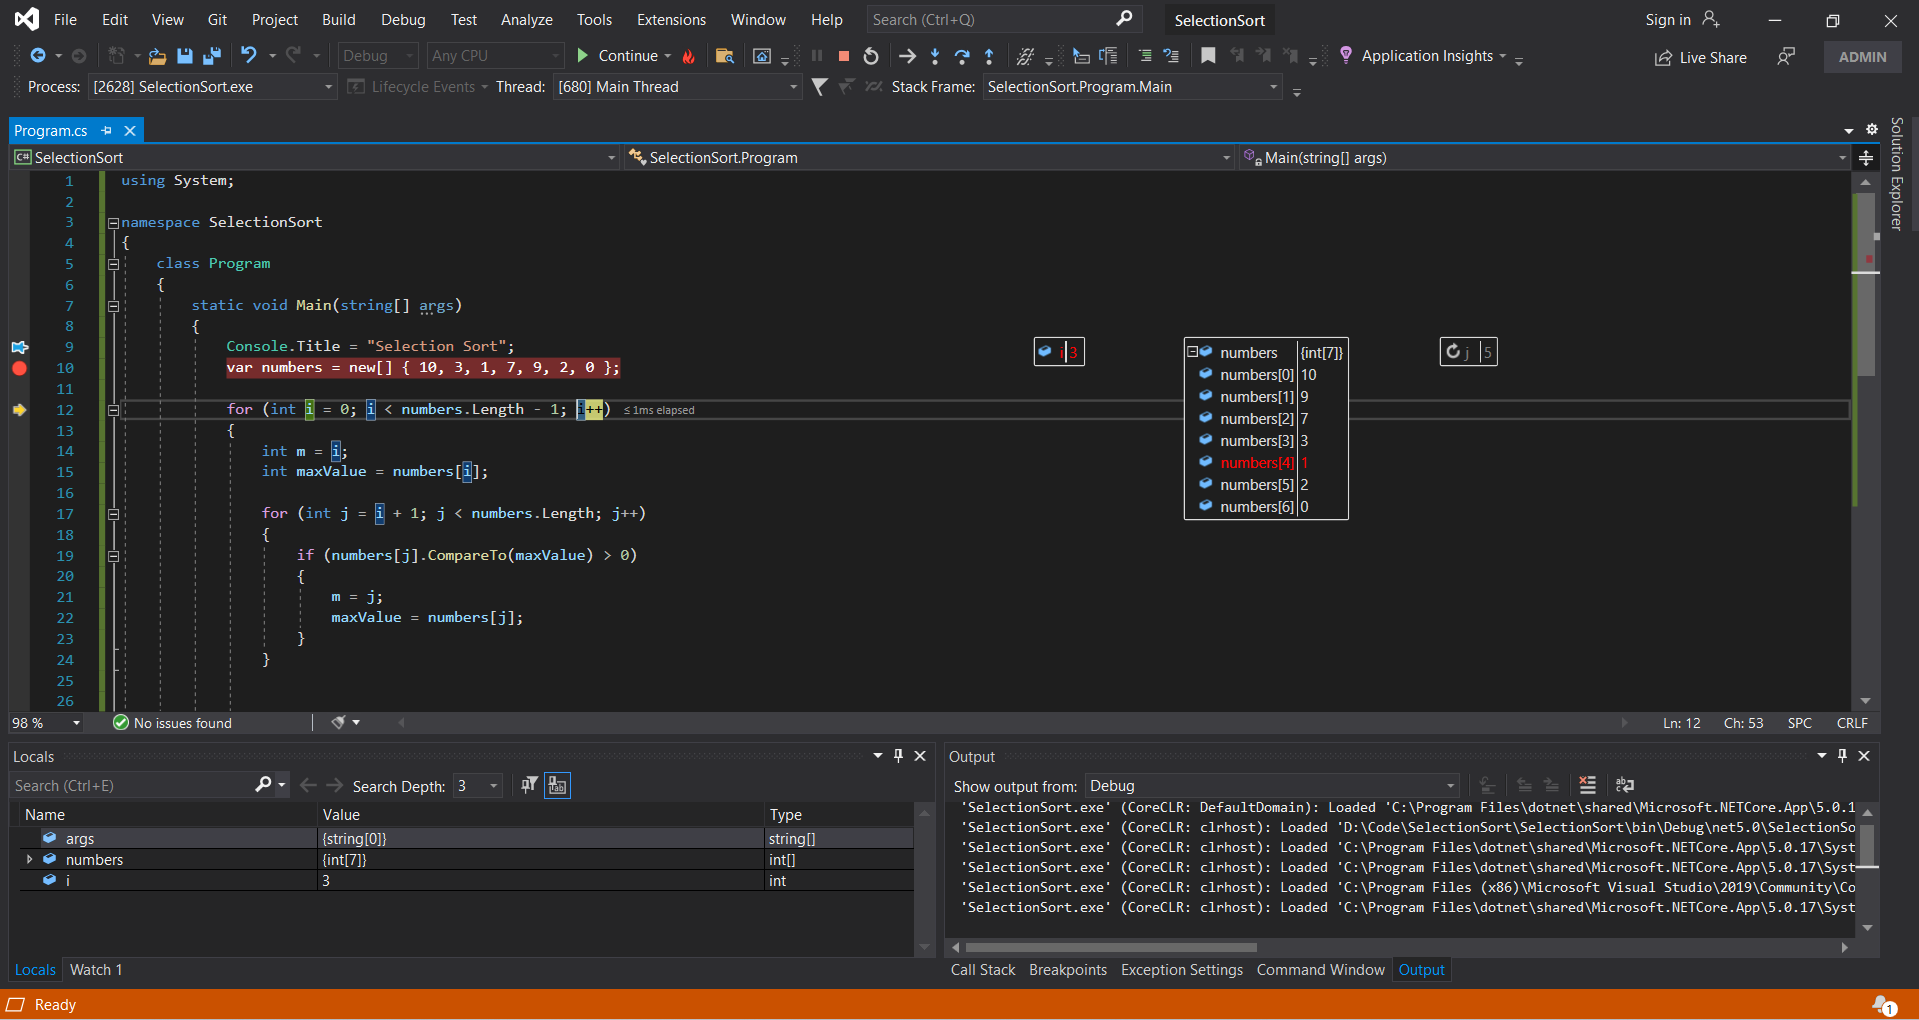 File Edit View Git Project Build Debug Test Analyze Tools Extensions Window Help Search (Ctrl+Q) SelectionSort Sign in
Debug Any CPU Continue Application Insights Live Share ADMIN
Process: [2628] SelectionSort.exe Lifecycle Events Thread: [680] Main Thread Stack Frame: SelectionSort.Program.Main
Program.cs
C# SelectionSort SelectionSort.Program Main(string[] args)
Solution Explorer
1 using System;
2
3 namespace SelectionSort
4 {
5 class Program
6 {
7 static void Main(string[] args)
8 {
9 Console.Title = "Selection Sort";
10 var numbers = new[] { 10, 3, 1, 7, 9, 2, 0 };
11
12 for (int i = 0; i < numbers.Length - 1; i++) ≤ 1ms elapsed
13 {
14 int m = i;
15 int maxValue = numbers[i];
16
17 for (int j = i + 1; j < numbers.Length; j++)
18 {
19 if (numbers[j].CompareTo(maxValue) > 0)
20 {
21 m = j;
22 maxValue = numbers[j];
23 }
24 }
25
26
i 3
numbers {int[7]}
numbers[0] 10
numbers[1] 9
numbers[2] 7
numbers[3] 3
numbers[4] 1
numbers[5] 2
numbers[6] 0
j 5
98 % No issues found Ln: 12 Ch: 53 SPC CRLF
Locals
Search (Ctrl+E) Search Depth: 3
Name Value Type
args {string[0]} string[]
numbers {int[7]} int[]
i 3 int
Locals Watch 1
Output
Show output from: Debug
'SelectionSort.exe' (CoreCLR: DefaultDomain): Loaded 'C:\Program Files\dotnet\shared\Microsoft.NETCore.App\5.0.1
'SelectionSort.exe' (CoreCLR: clrhost): Loaded 'D:\Code\SelectionSort\SelectionSort\bin\Debug\net5.0\SelectionSo
'SelectionSort.exe' (CoreCLR: clrhost): Loaded 'C:\Program Files\dotnet\shared\Microsoft.NETCore.App\5.0.17\Syst
'SelectionSort.exe' (CoreCLR: clrhost): Loaded 'C:\Program Files\dotnet\shared\Microsoft.NETCore.App\5.0.17\Syst
'SelectionSort.exe' (CoreCLR: clrhost): Loaded 'C:\Program Files (x86)\Microsoft Visual Studio\2019\Community\Co
'SelectionSort.exe' (CoreCLR: clrhost): Loaded 'C:\Program Files\dotnet\shared\Microsoft.NETCore.App\5.0.17\Syst
Call Stack Breakpoints Exception Settings Command Window Output
Ready 1